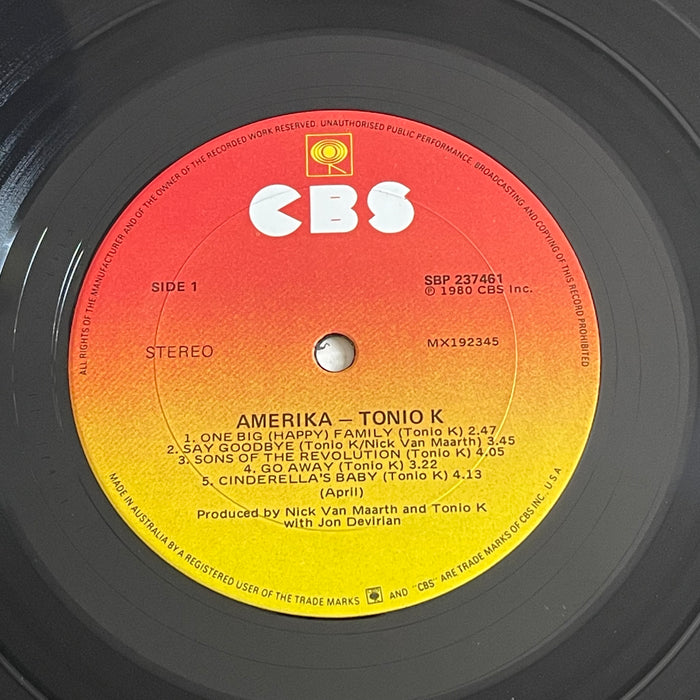 ALL RIGHTS OF THE MANUFACTURER AND OF THE OWNER OF THE RECORDED WORK RESERVED. UNAUTHORISED PUBLIC PERFORMANCE, BROADCASTING AND COPYING OF THIS RECORD PROHIBITED
CBS
SIDE 1
SBP 237461
℗ 1980 CBS Inc.
STEREO
MX192345
AMERIKA — TONIO K
1. ONE BIG (HAPPY) FAMILY (Tonio K) 2.47
2. SAY GOODBYE (Tonio K/Nick Van Maarth) 3.45
3. SONS OF THE REVOLUTION (Tonio K) 4.05
4. GO AWAY (Tonio K) 3.22
5. CINDERELLA'S BABY (Tonio K) 4.13
(April)
Produced by Nick Van Maarth and Tonio K
with Jon Devirian
MADE IN AUSTRALIA BY A REGISTERED USER OF THE TRADE MARKS AND "CBS" ARE TRADE MARKS OF CBS INC., U.S.A